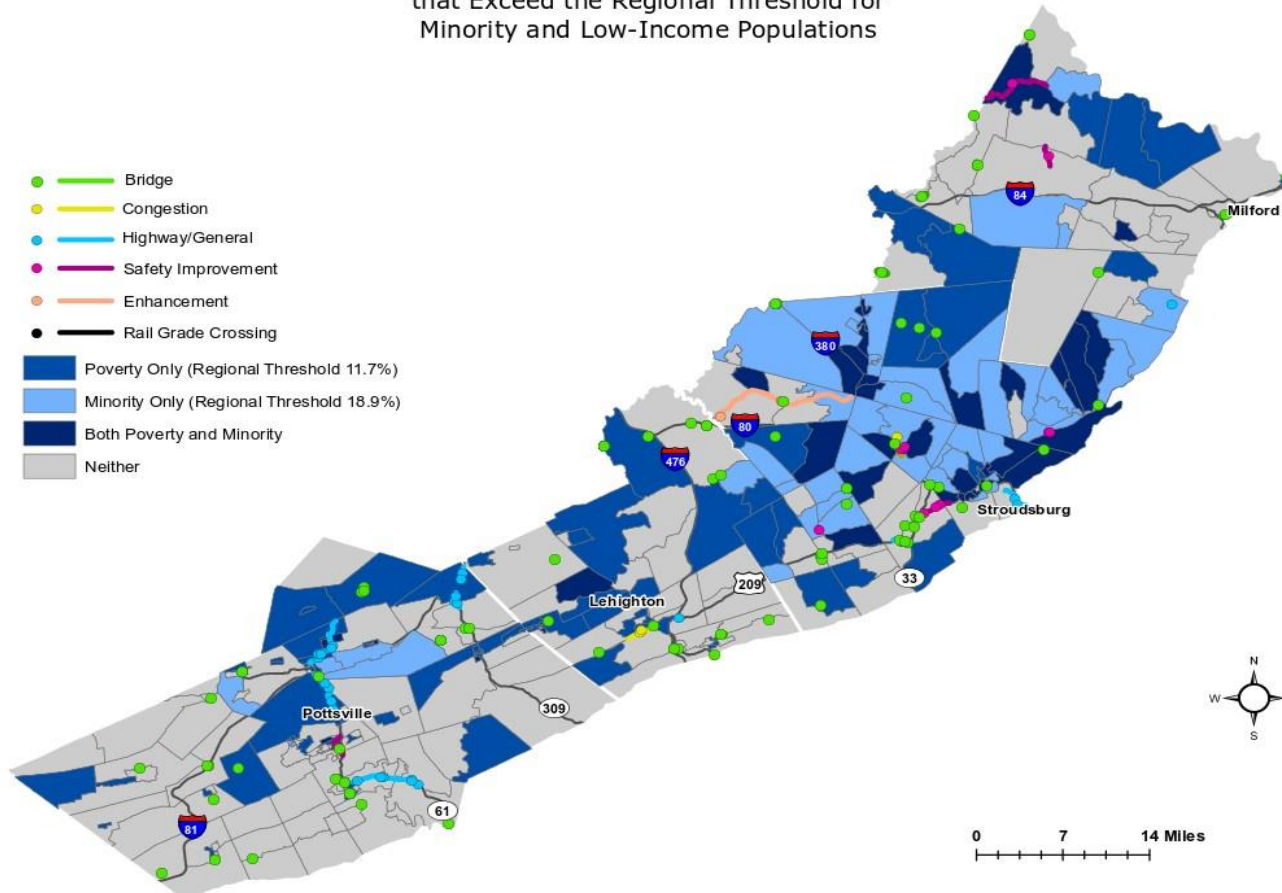 that Exceed the Regional Threshold for
Minority and Low-Income Populations
Bridge
Congestion
Highway/General
Safety Improvement
Enhancement
Rail Grade Crossing
Poverty Only (Regional Threshold 11.7%)
Minority Only (Regional Threshold 18.9%)
Both Poverty and Minority
Neither
84
Milford
380
80
476
Stroudsburg
33
209
Lehighton
309
Pottsville
61
81
N
W
E
S
0 7 14 Miles